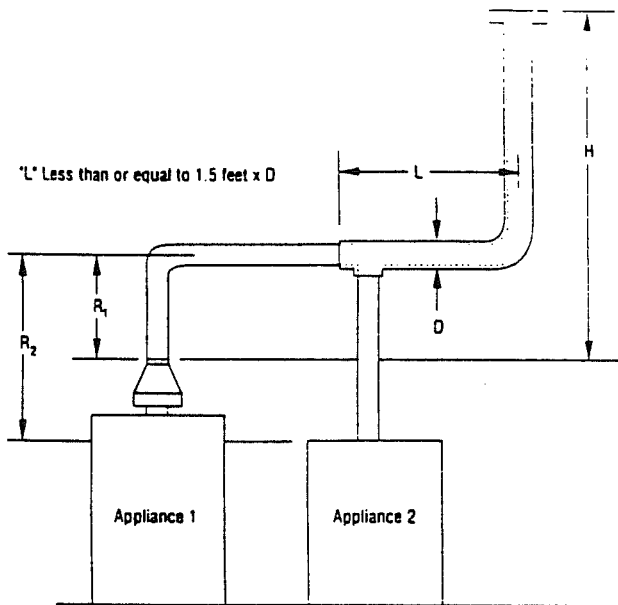 H
"L" Less than or equal to 1.5 feet x D
L
R₁
R₂
D
Appliance 1
Appliance 2